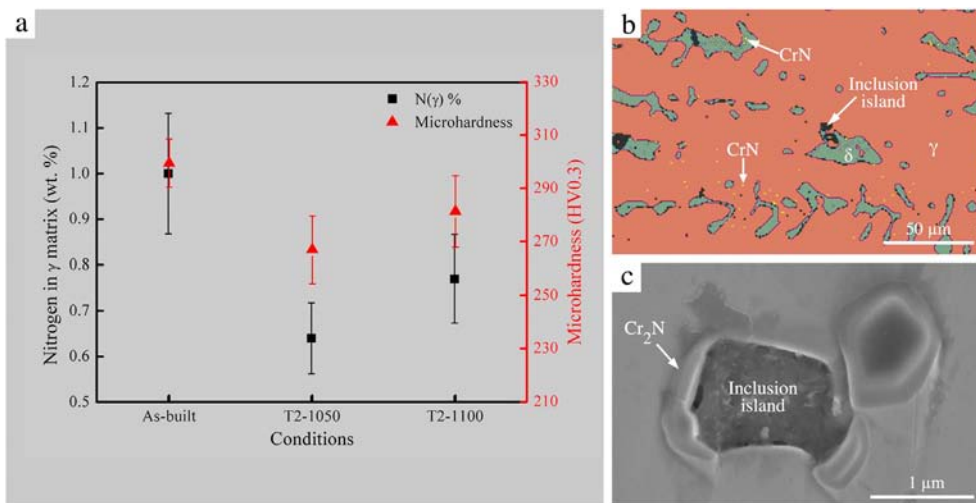 a
1.2
1.1
1.0
0.9
0.8
0.7
0.6
0.5
Nitrogen in γ matrix (wt. %)
N(γ) %
Microhardness
330
310
290
270
250
230
210
Microhardness (HV0.3)
As-built
T2-1050
T2-1100
Conditions
b
CrN
Inclusion
island
CrN
δ
γ
50 μm
c
Cr₂N
Inclusion
island
1 μm